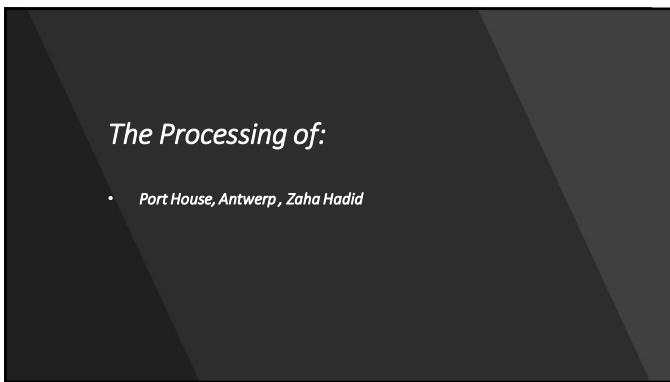 The Processing of:
• Port House, Antwerp , Zaha Hadid